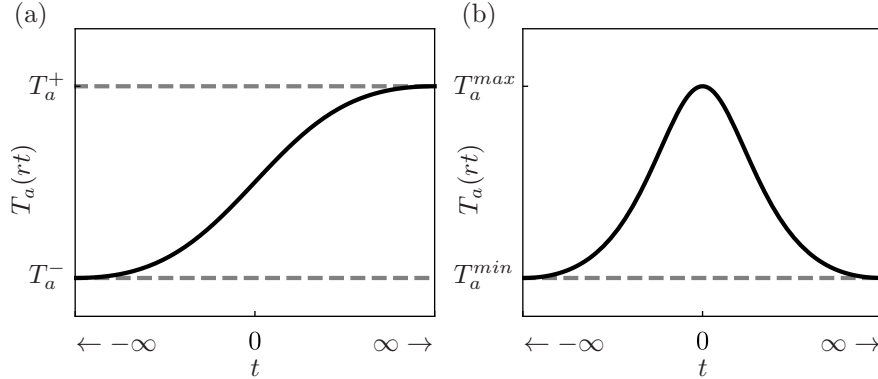 (a)
T_a^+
T_a^-
T_a(rt)
← −∞
0
∞ →
t
(b)
T_a^{max}
T_a^{min}
T_a(rt)
← −∞
0
∞ →
t